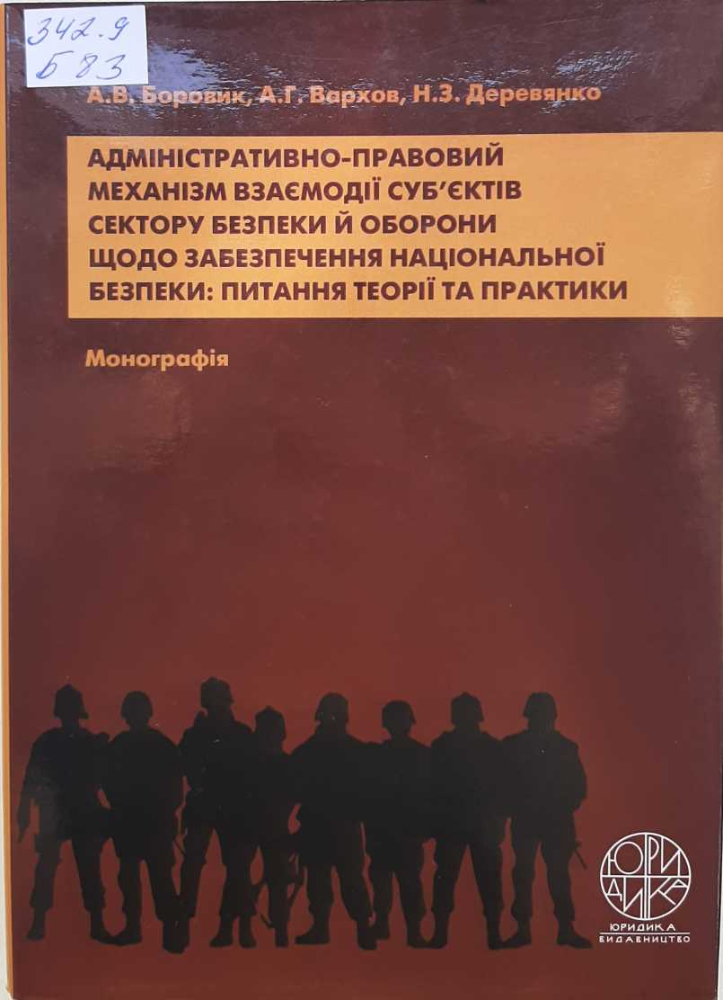 342.9
Б 83
А.В. Боровик, А.Г. Вархов, Н.З. Деревянко
АДМІНІСТРАТИВНО-ПРАВОВИЙ
МЕХАНІЗМ ВЗАЄМОДІЇ СУБ’ЄКТІВ
СЕКТОРУ БЕЗПЕКИ Й ОБОРОНИ
ЩОДО ЗАБЕЗПЕЧЕННЯ НАЦІОНАЛЬНОЇ
БЕЗПЕКИ: ПИТАННЯ ТЕОРІЇ ТА ПРАКТИКИ
Монографія
ЮРИ
ДИКА
ЮРИДИКА
ВИДАВНИЦТВО